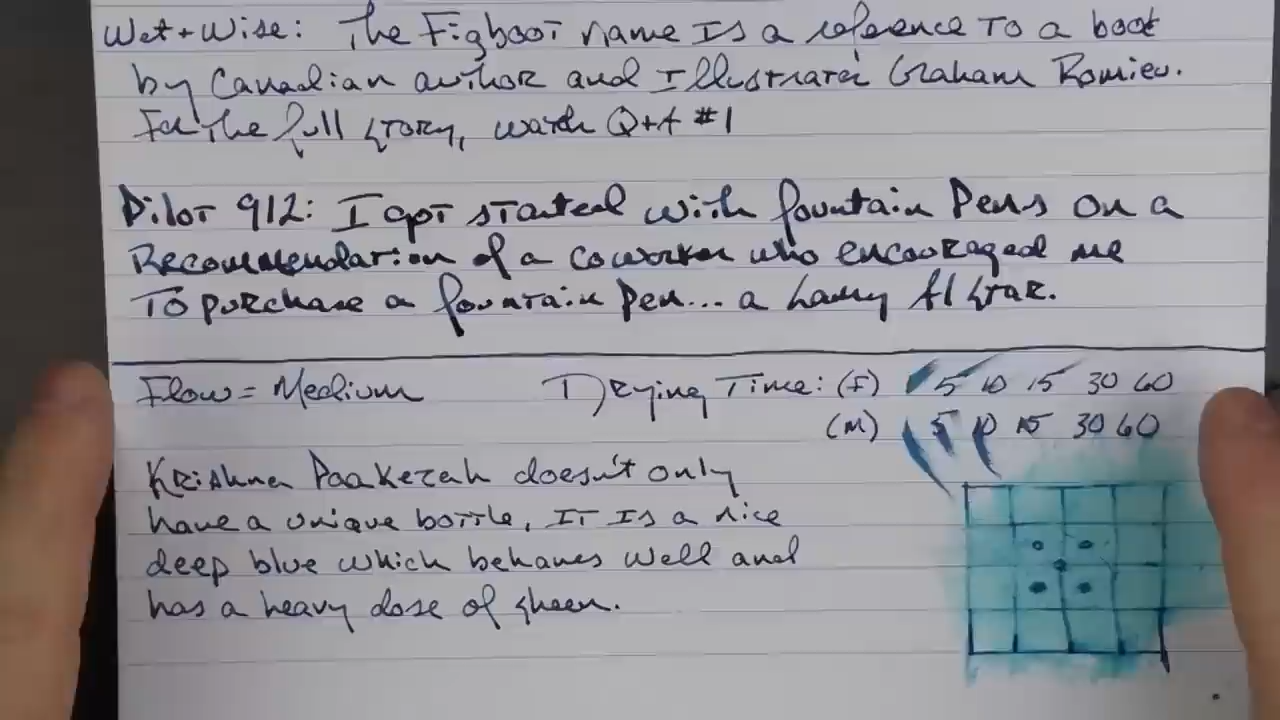 Wet + Wise: The Figboot name Is a reference To a book
by Canadian author and Illustrator Graham Romieu.
For the full story, watch Q+A #1
Pilot 912: I got started with fountain Pens on a
Recommendation of a coworker who encouraged me
To purchase a fountain Pen... a Lamy Al Star.
Flow = Medium Drying Time: (F) 5 10 15 30 60
(M) 5 10 15 30 60
Krishna Paakezah doesn't only
have a unique bottle, IT Is a nice
deep blue which behaves well and
has a heavy dose of sheen.